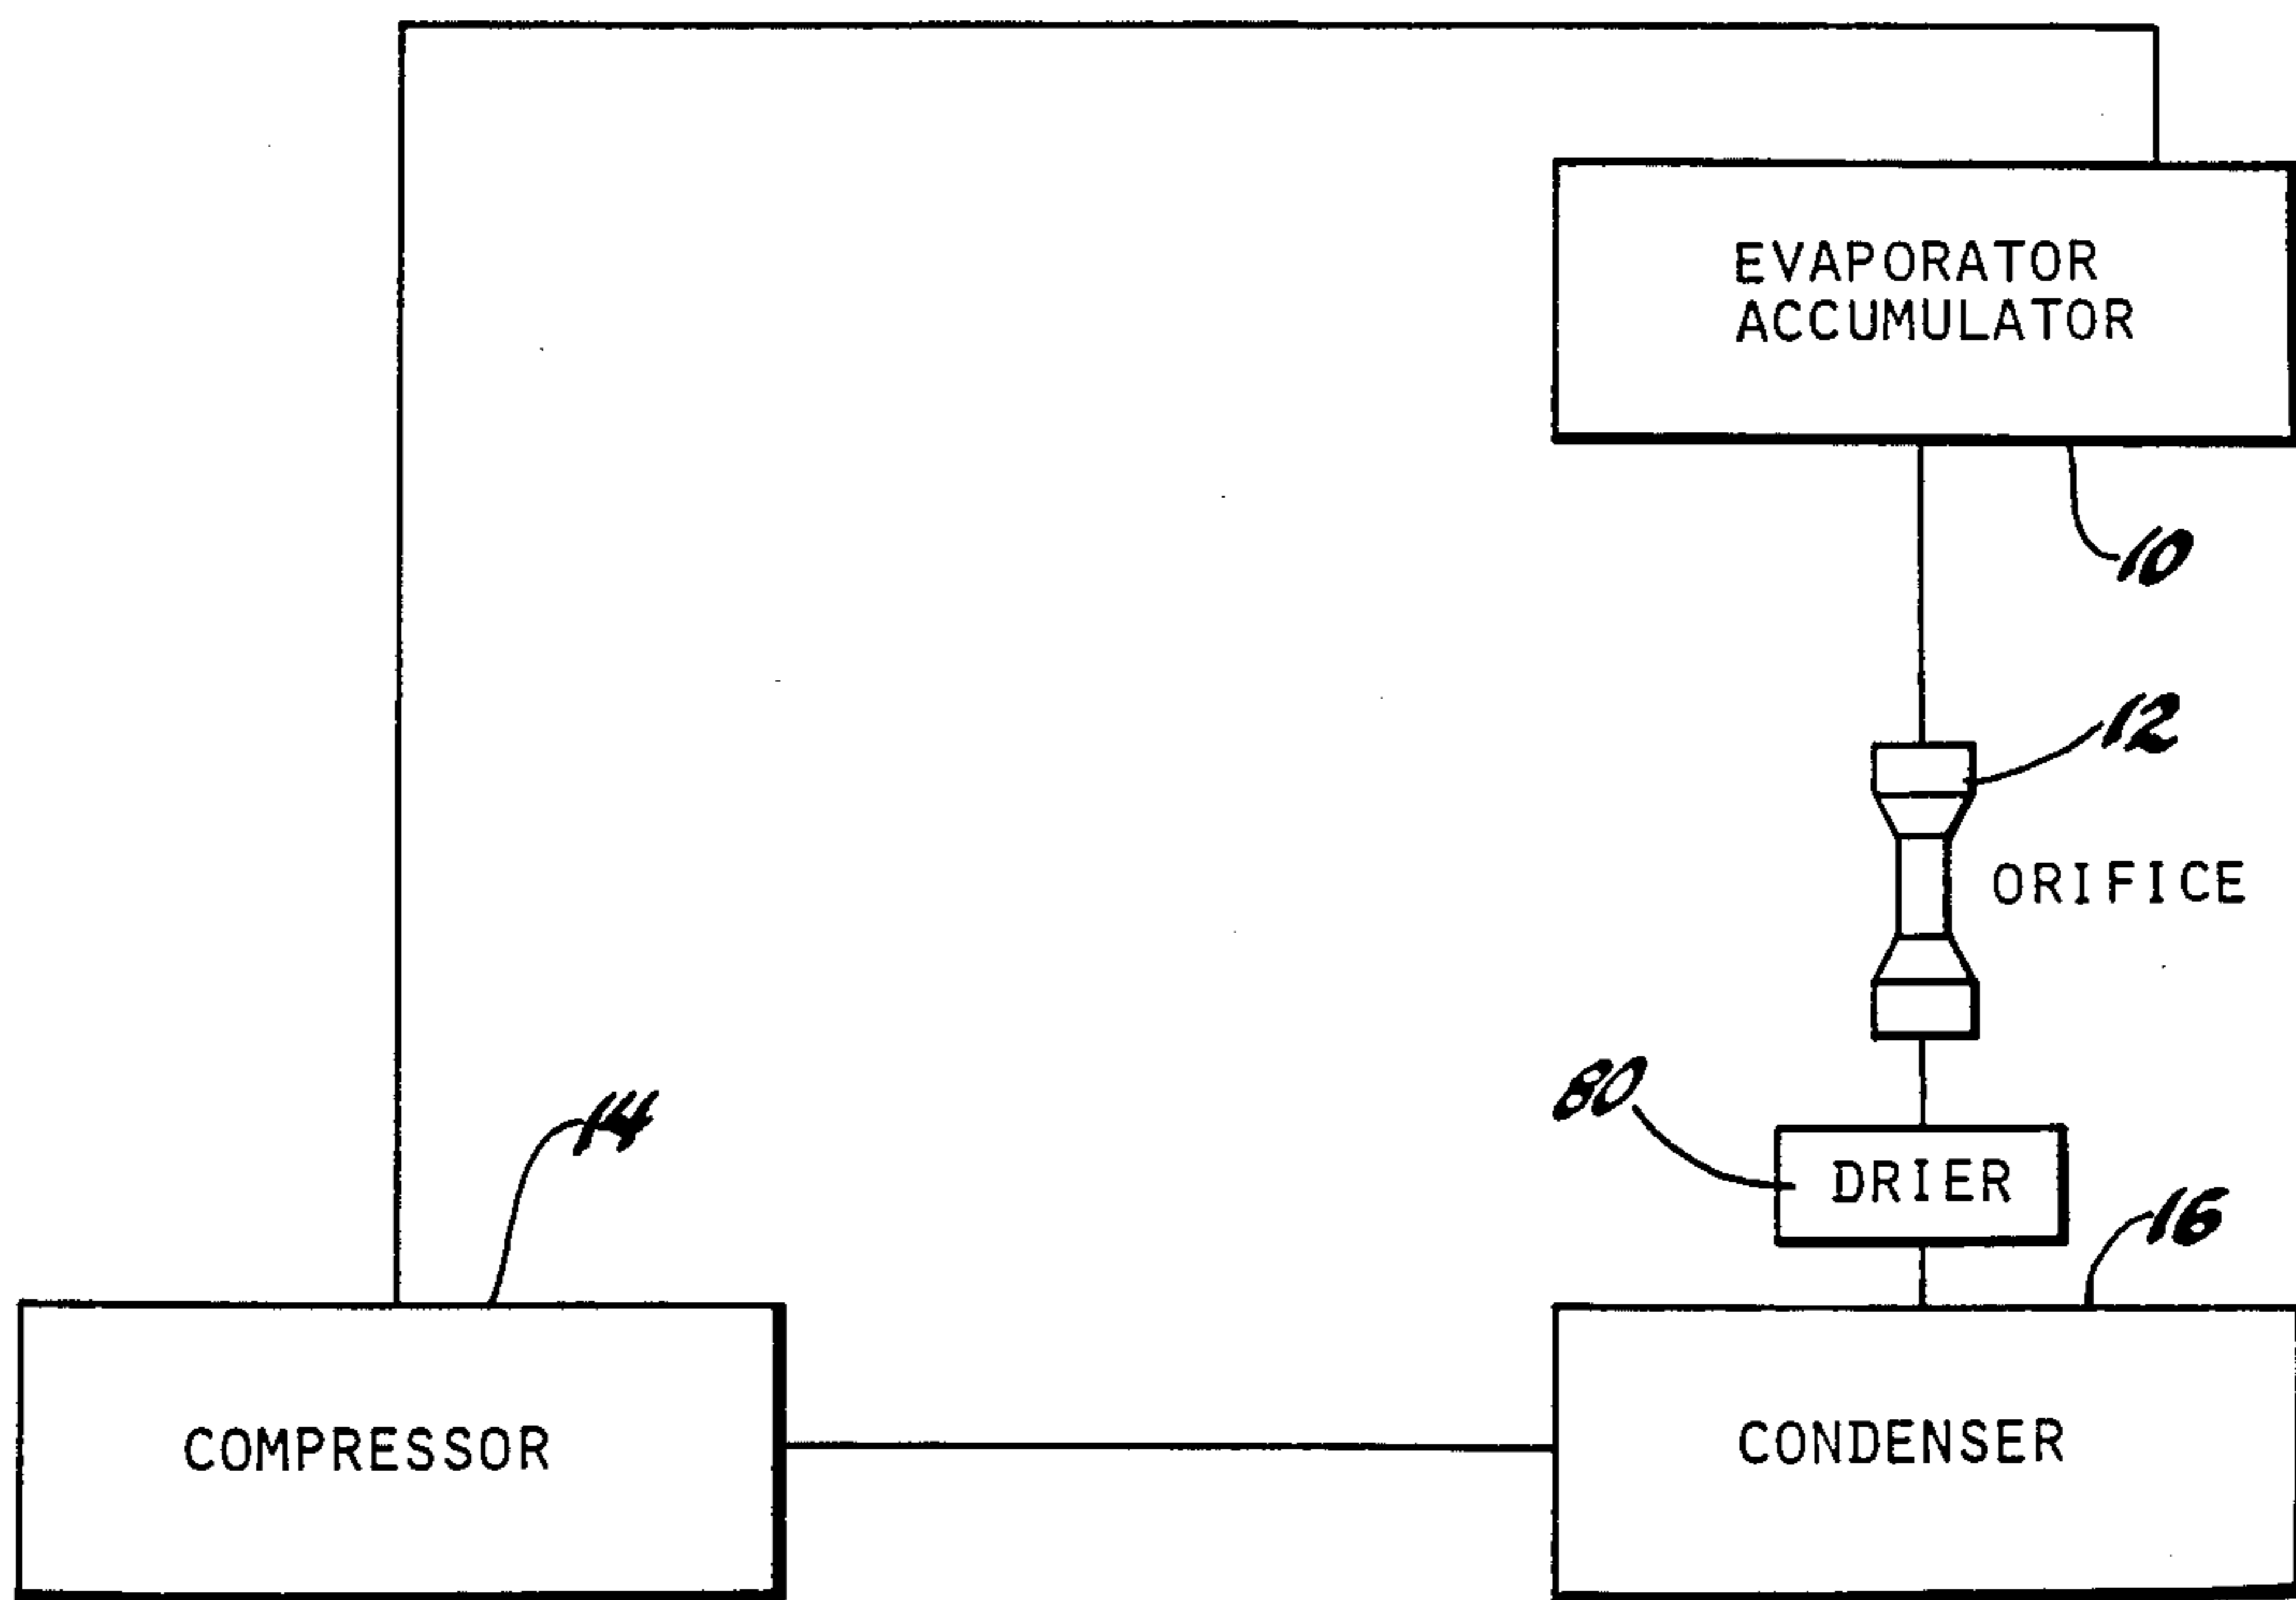 EVAPORATOR
ACCUMULATOR
10
12
ORIFICE
80
14
DRIER
16
COMPRESSOR
CONDENSER